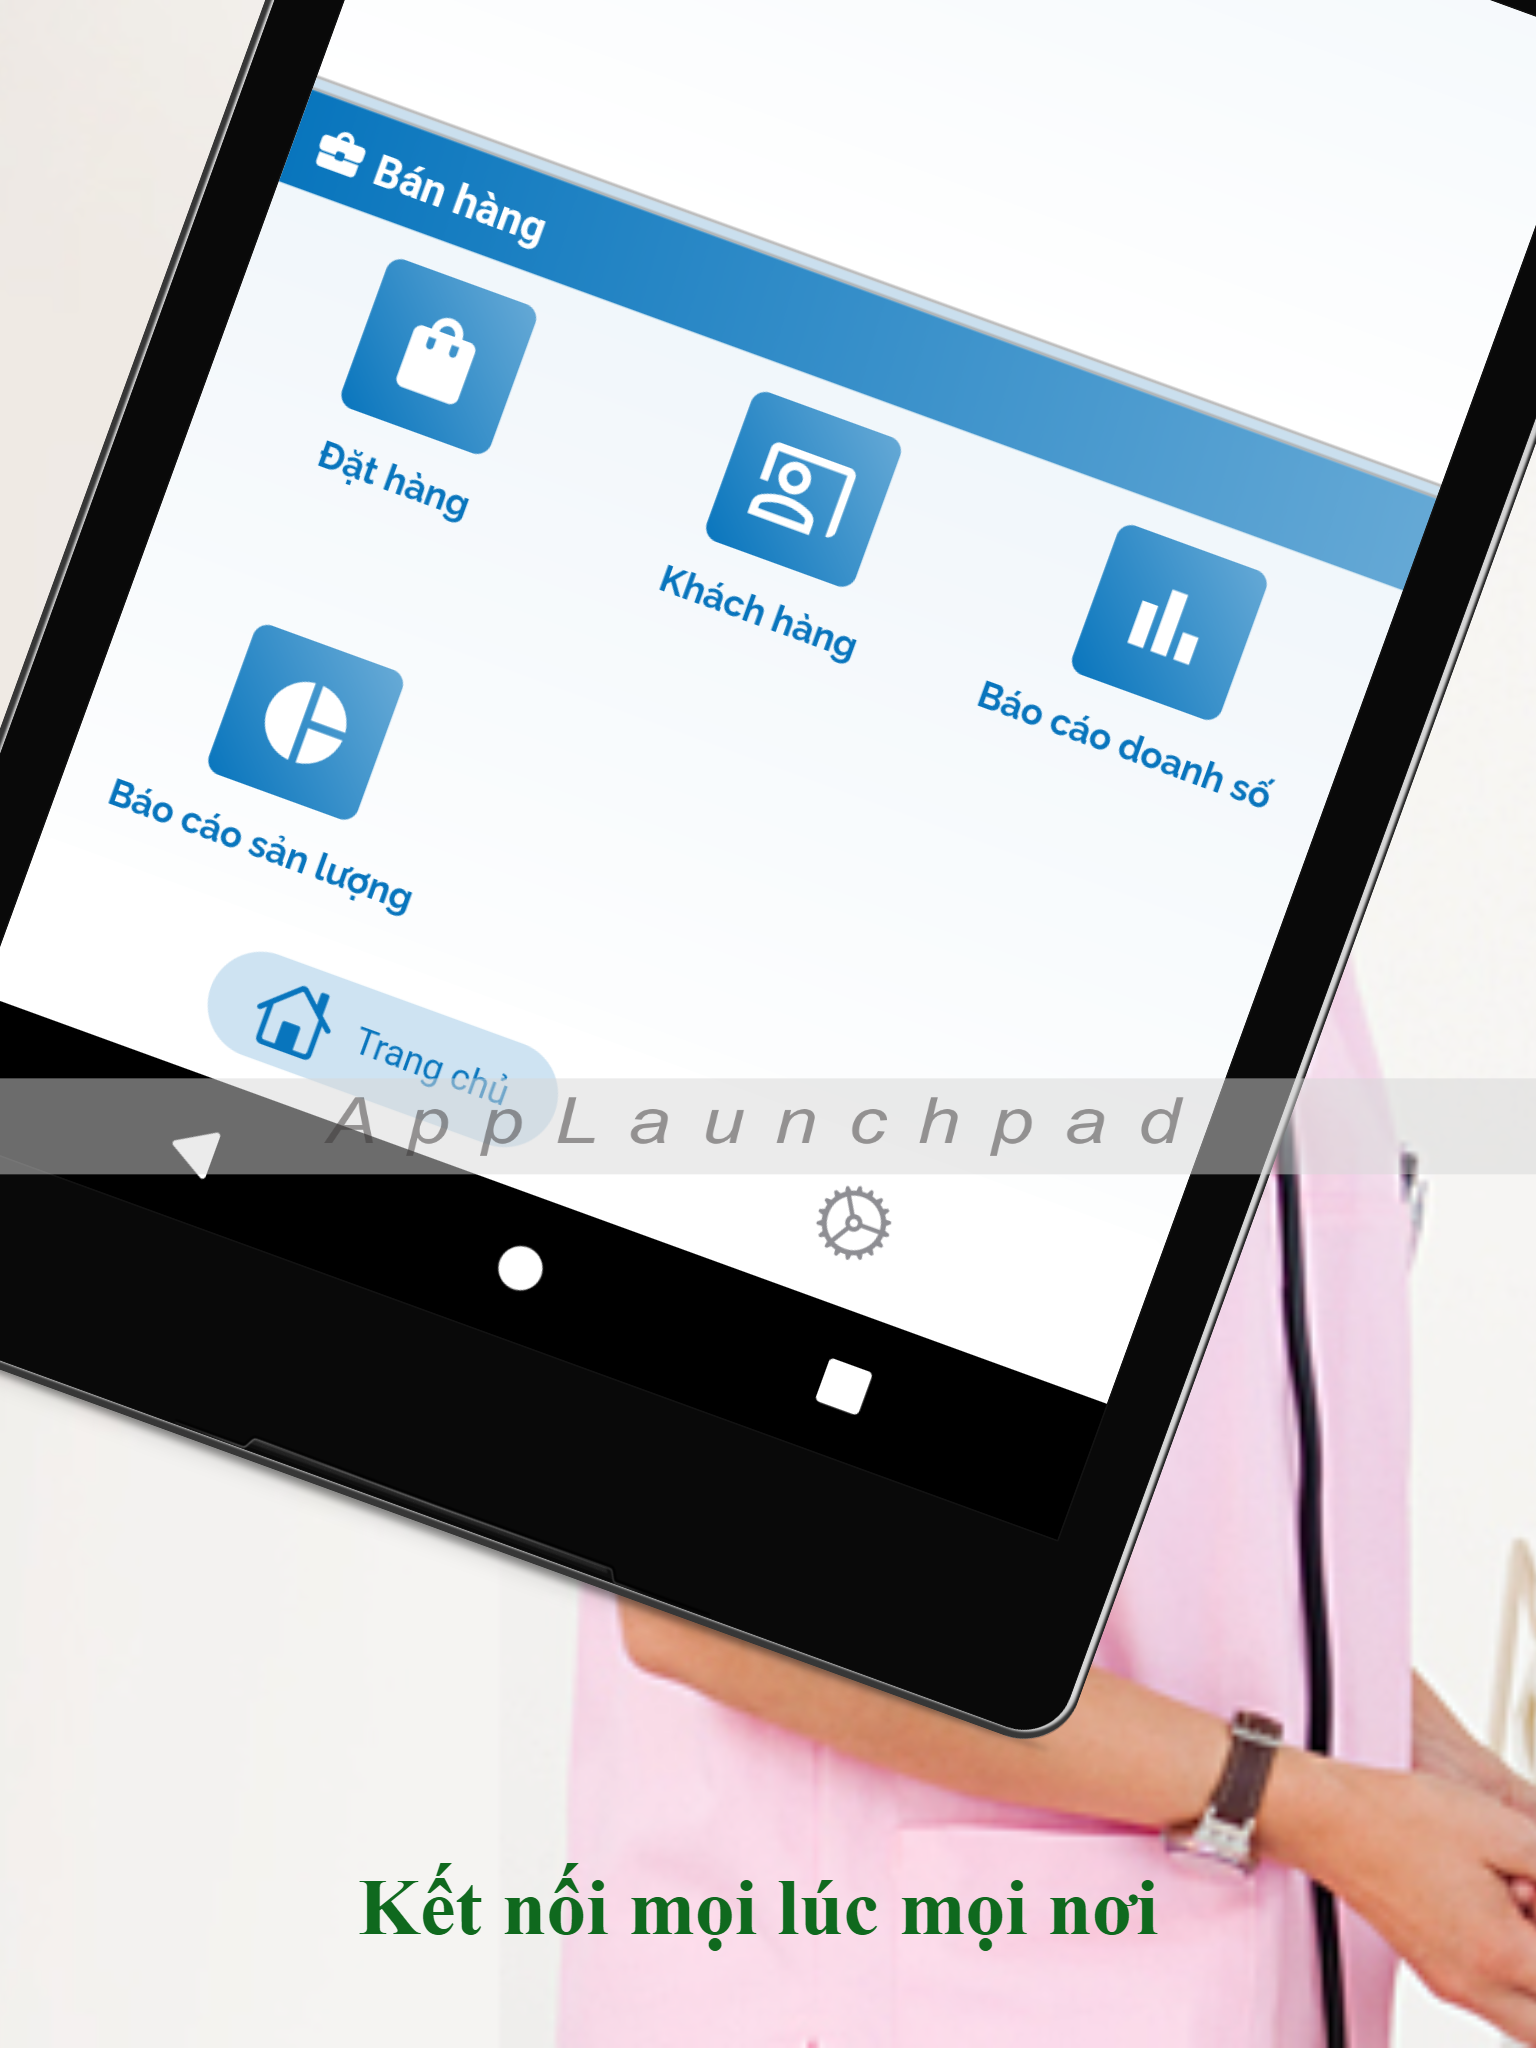 Bán hàng
Đặt hàng
Khách hàng
Báo cáo doanh số
Báo cáo sản lượng
Trang chủ
AppLaunchpad
Kết nối mọi lúc mọi nơi